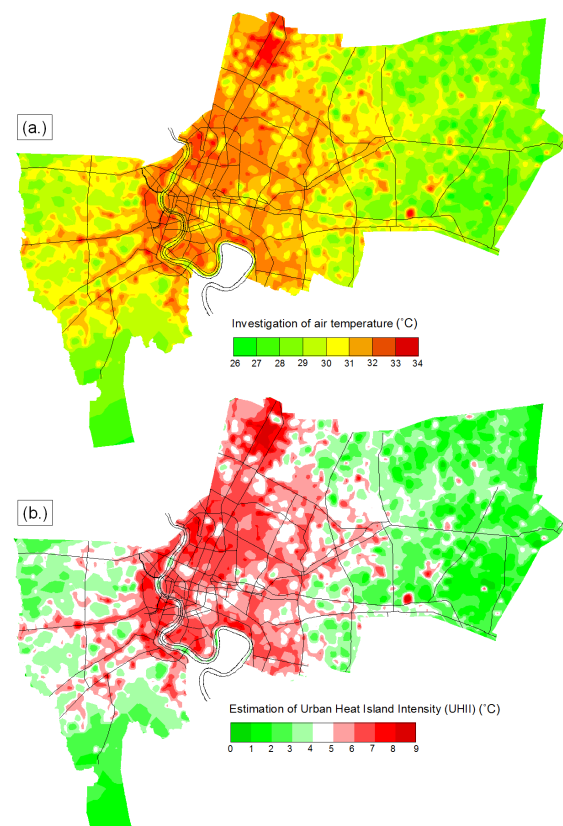 (a.)
Investigation of air temperature (˚C)
26 27 28 29 30 31 32 33 34
(b.)
Estimation of Urban Heat Island Intensity (UHII) (˚C)
0 1 2 3 4 5 6 7 8 9